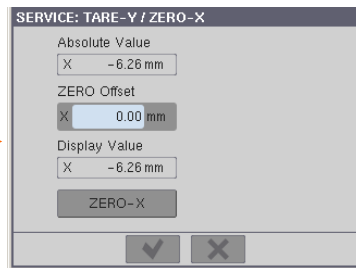 SERVICE: TARE-Y / ZERO-X
Absolute Value
X -6.26 mm
ZERO Offset
X 0.00 mm
Display Value
X -6.26 mm
ZERO-X